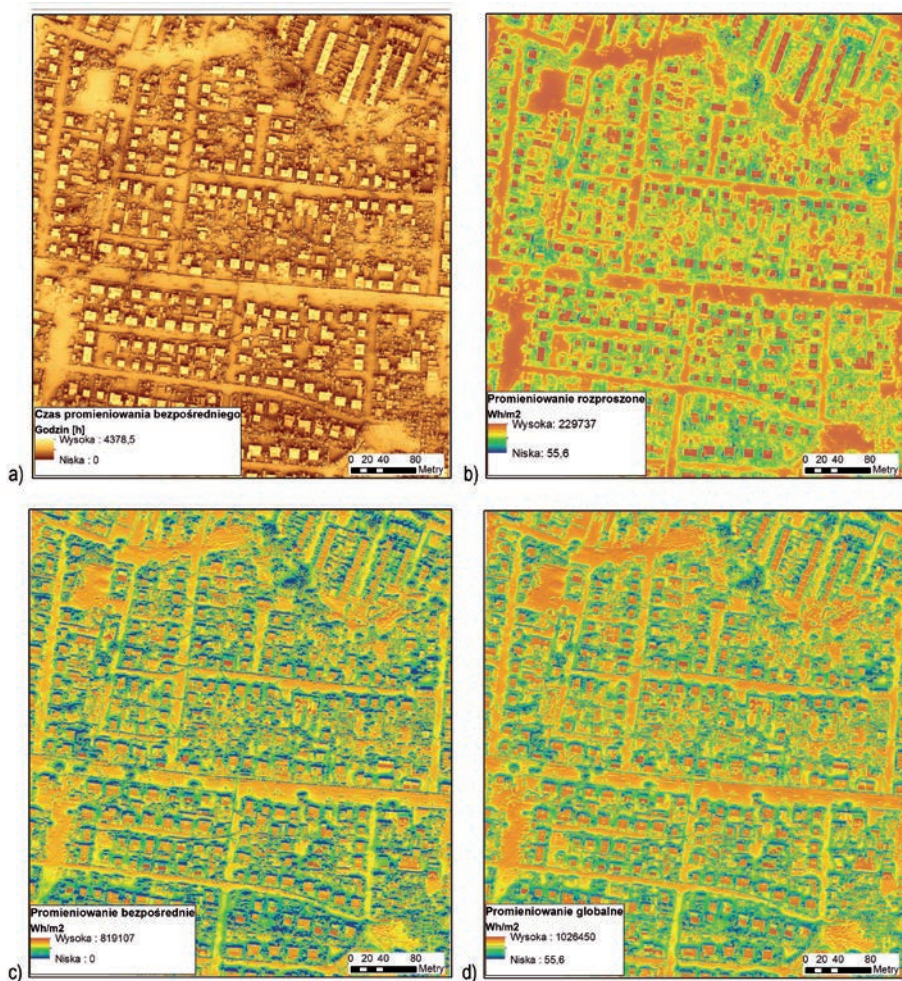 Czas promieniowania bezpośredniego
Godzin [h]
Wysoka : 4378,5
Niska : 0
0 20 40 80
Metry
a)
Promieniowanie rozproszone
Wh/m2
Wysoka: 229737
Niska: 55,6
0 20 40 80
Metry
b)
Promieniowanie bezpośrednie
Wh/m2
Wysoka : 819107
Niska : 0
0 20 40 80
Metry
c)
Promieniowanie globalne
Wh/m2
Wysoka : 1026450
Niska : 55,6
0 20 40 80
Metry
d)